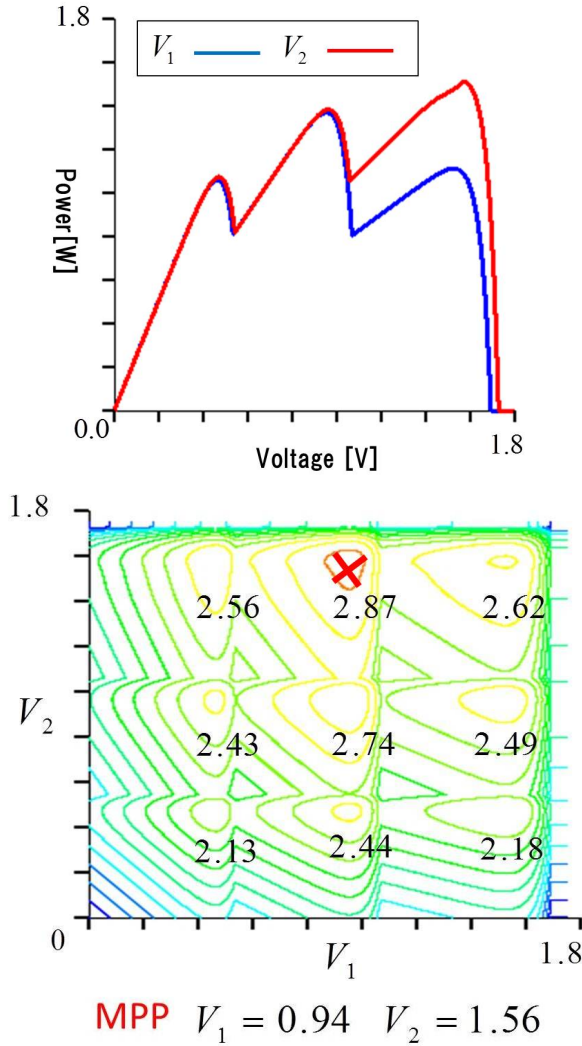 1.8
V₁ V₂
Power[W]
0.0
1.8
Voltage [V]
1.8
2.56 2.87 2.62
V₂
2.43 2.74 2.49
2.13 2.44 2.18
0
V₁
1.8
MPP V₁ = 0.94 V₂ = 1.56